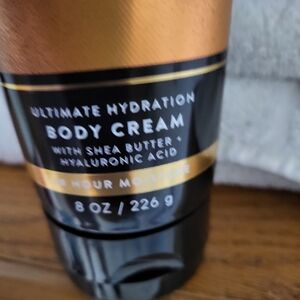 ULTIMATE HYDRATION
BODY CREAM
WITH SHEA BUTTER +
HYALURONIC ACID
HOUR MOISTURE
8 OZ / 226 g